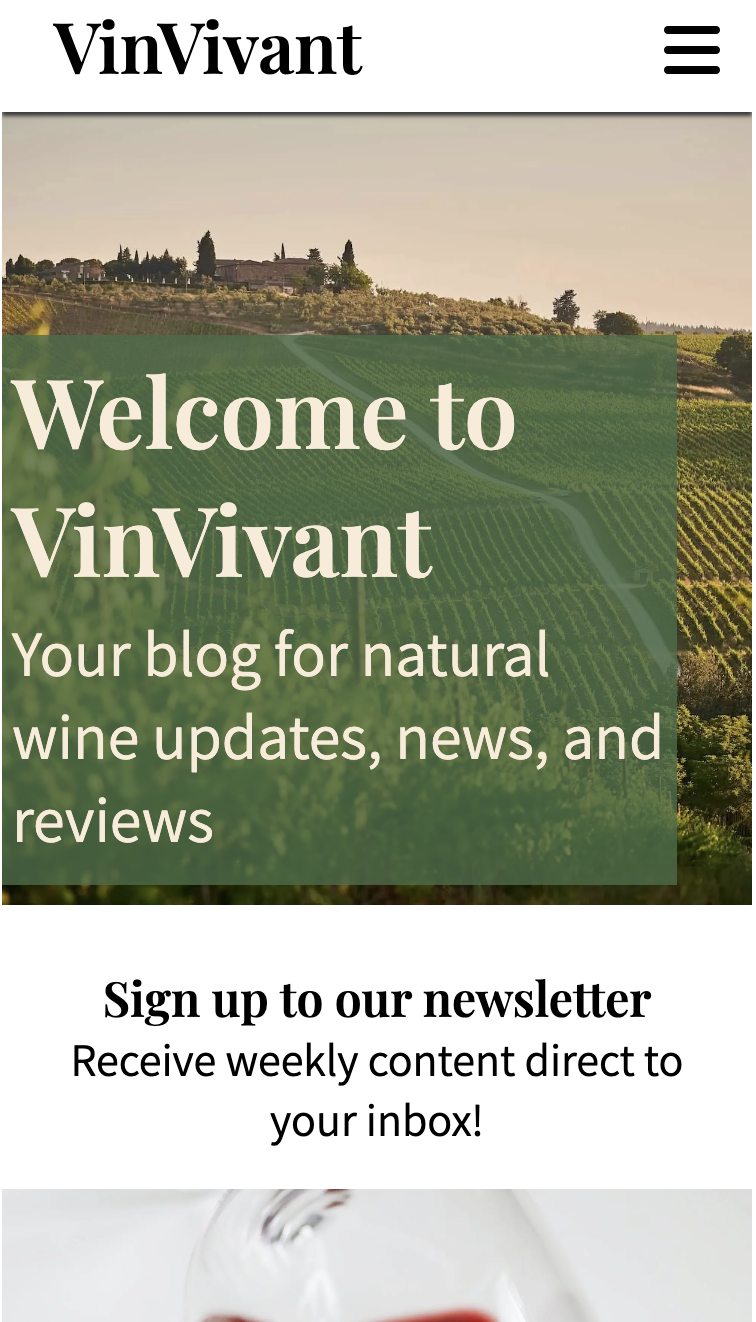 VinVivant
Welcome to
VinVivant
Your blog for natural
wine updates, news, and
reviews
Sign up to our newsletter
Receive weekly content direct to
your inbox!